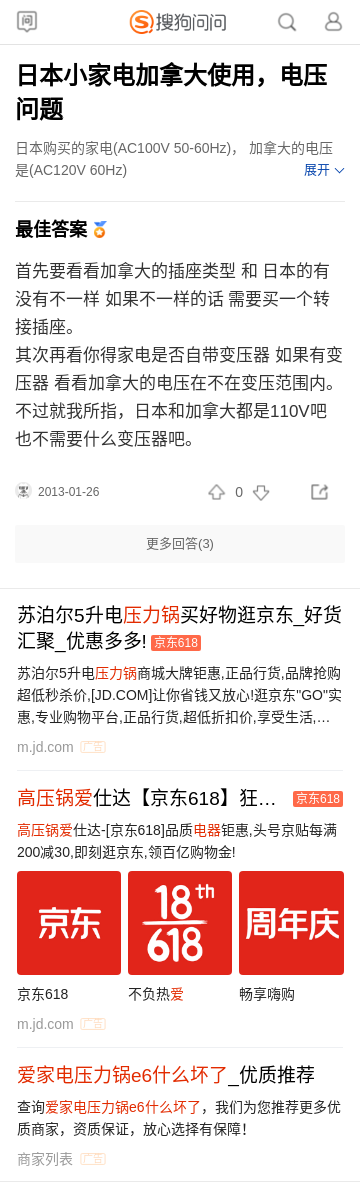 问
搜狗问问
日本小家电加拿大使用，电压
问题
日本购买的家电(AC100V 50-60Hz)， 加拿大的电压
是(AC120V 60Hz)
展开
最佳答案
首先要看看加拿大的插座类型 和 日本的有
没有不一样 如果不一样的话 需要买一个转
接插座。
其次再看你得家电是否自带变压器 如果有变
压器 看看加拿大的电压在不在变压范围内。
不过就我所指，日本和加拿大都是110V吧
也不需要什么变压器吧。
2013-01-26
0
更多回答(3)
苏泊尔5升电压力锅买好物逛京东_好货
汇聚_优惠多多! 京东618
苏泊尔5升电压力锅商城大牌钜惠,正品行货,品牌抢购
超低秒杀价,[JD.COM]让你省钱又放心!逛京东"GO"实
惠,专业购物平台,正品行货,超低折扣价,享受生活,…
m.jd.com 广告
高压锅爱仕达【京东618】狂… 京东618
高压锅爱仕达-[京东618]品质电器钜惠,头号京贴每满
200减30,即刻逛京东,领百亿购物金!
京东
18th
618
周年庆
京东618
不负热爱
畅享嗨购
m.jd.com 广告
爱家电压力锅e6什么坏了_优质推荐
查询爱家电压力锅e6什么坏了，我们为您推荐更多优
质商家，资质保证，放心选择有保障！
商家列表 广告